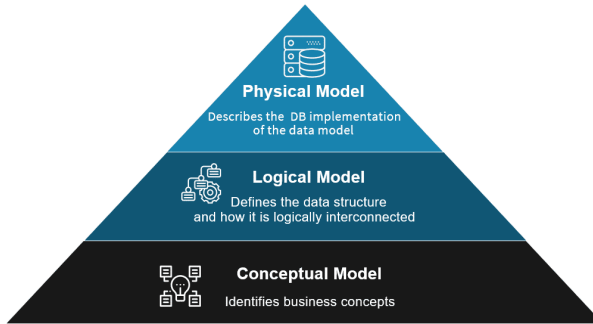 Physical Model
Describes the DB implementation
of the data model
Logical Model
Defines the data structure
and how it is logically interconnected
Conceptual Model
Identifies business concepts